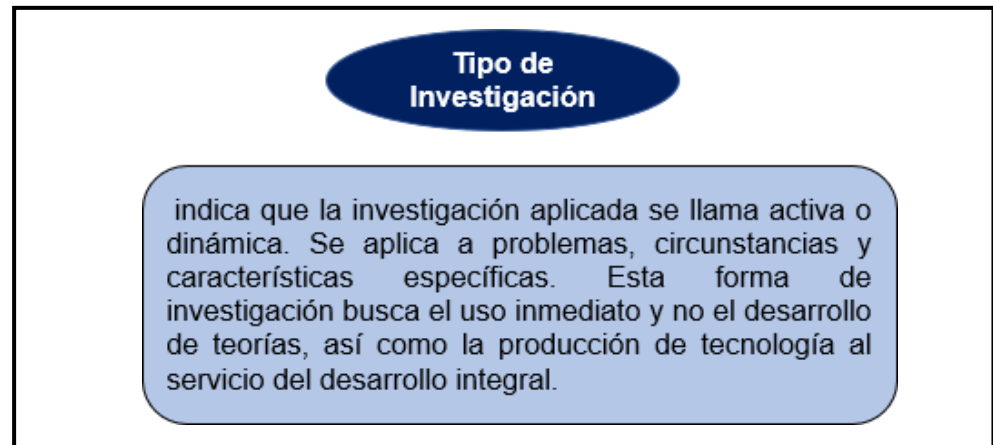 Tipo de
Investigación
indica que la investigación aplicada se llama activa o
dinámica. Se aplica a problemas, circunstancias y
características específicas. Esta forma de
investigación busca el uso inmediato y no el desarrollo
de teorías, así como la producción de tecnología al
servicio del desarrollo integral.